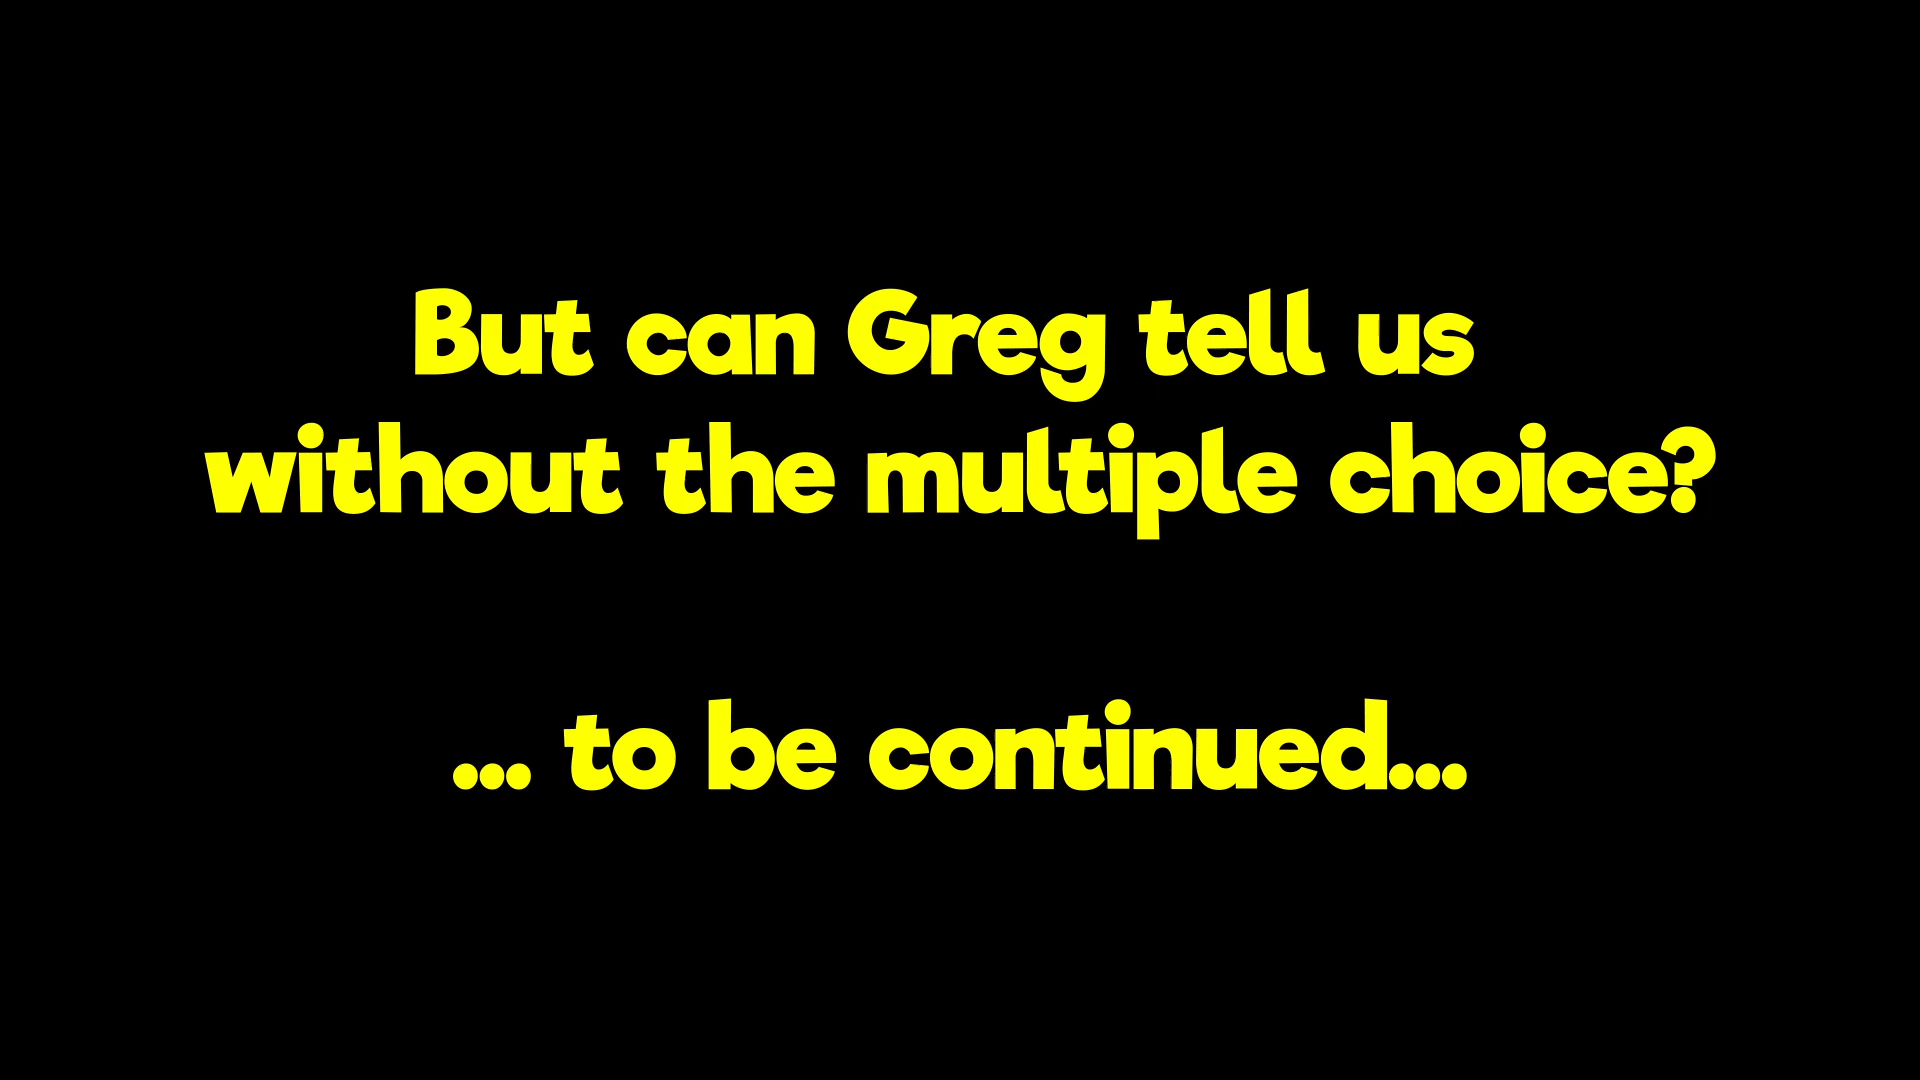 But can Greg tell us
without the multiple choice?
... to be continued...